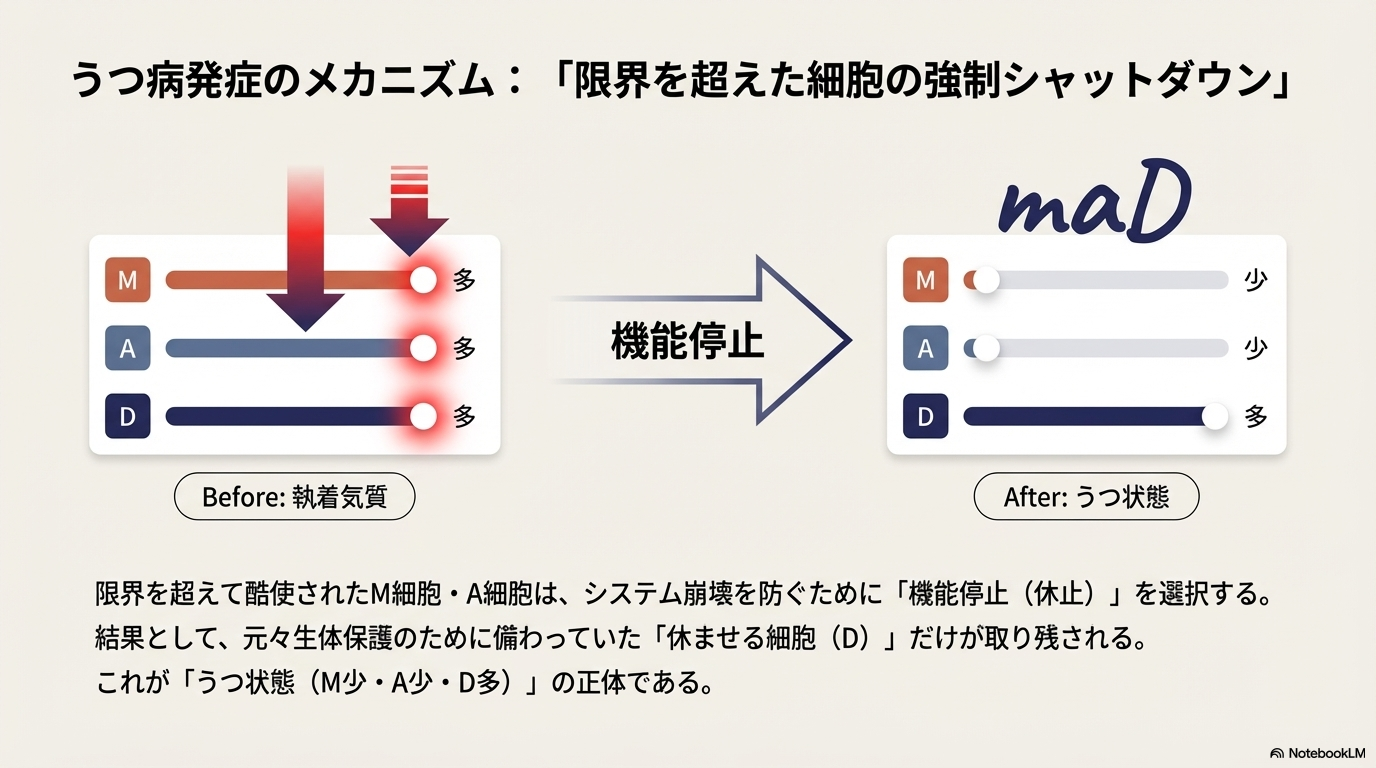 うつ病発症のメカニズム：「限界を超えた細胞の強制シャットダウン」
M 多
A 多
D 多
Before: 執着気質
機能停止
maD
M 少
A 少
D 多
After: うつ状態
限界を超えて酷使されたM細胞・A細胞は、システム崩壊を防ぐために「機能停止（休止）」を選択する。
結果として、元々生体保護のために備わっていた「休ませる細胞（D）」だけが取り残される。
これが「うつ状態（M少・A少・D多）」の正体である。
NotebookLM